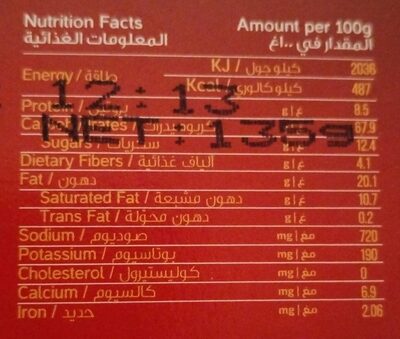 Nutrition Facts Amount per 100g
المعلومات الغذائية المقدار في ١٠٠غ
Energy / طاقة KJ / كيلو جول 2036
Kcal / كيلو كالوري 487
12:13
Protein / بروتين g | غ 8.5
Carbohydrates / كربوهيدرات g | غ 67.9
NET:135g
Sugars / سكريات g | غ 12.4
Dietary Fibers / ألياف غذائية g | غ 4.1
Fat / دهون g | غ 20.1
Saturated Fat / دهون مشبعة g | غ 10.7
Trans Fat / دهون محوّلة g | غ 0.2
Sodium / صوديوم mg | مغ 720
Potassium / بوتاسيوم mg | مغ 190
Cholesterol / كوليستيرول mg | مغ 0
Calcium / كالسيوم mg | مغ 6.9
Iron / حديد mg | مغ 2.06